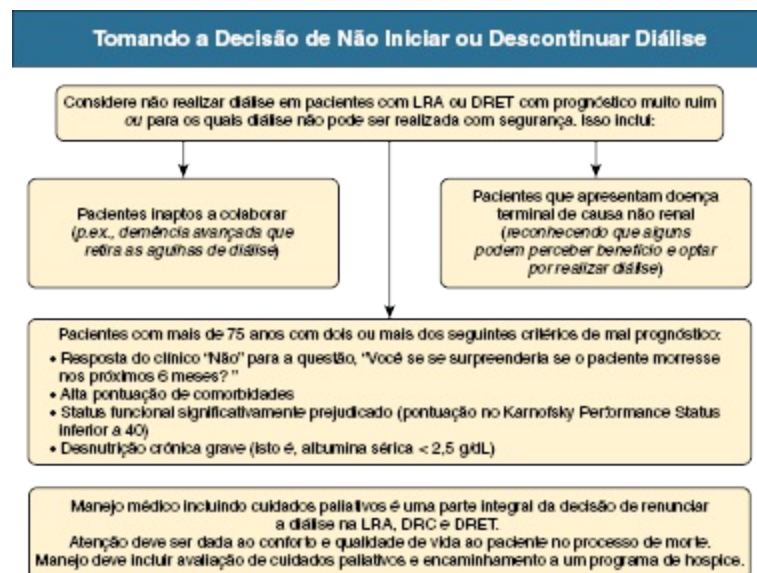 Tomando a Decisão de Não Iniciar ou Descontinuar Diálise
Considere não realizar diálise em pacientes com LRA ou DRET com prognóstico muito ruim
ou para os quais diálise não pode ser realizada com segurança. Isso inclui:
Pacientes inaptos a colaborar
(p.ex., demência avançada que
retira as agulhas de diálise)
Pacientes que apresentam doença
terminal de causa não renal
(reconhecendo que alguns
podem perceber benefício e optar
por realizar diálise)
Pacientes com mais de 75 anos com dois ou mais dos seguintes critérios de mal prognóstico:
• Resposta do clínico "Não" para a questão, "Você se se surpreenderia se o paciente morresse
nos próximos 6 meses? "
• Alta pontuação de comorbidades
• Status funcional significativamente prejudicado (pontuação no Karnofsky Performance Status
inferior a 40)
• Desnutrição crônica grave (isto é, albumina sérica < 2,5 g/dL)
Manejo médico incluindo cuidados paliativos é uma parte integral da decisão de renunciar
a diálise na LRA, DRC e DRET.
Atenção deve ser dada ao conforto e qualidade de vida ao paciente no processo de morte.
Manejo deve incluir avaliação de cuidados paliativos e encaminhamento a um programa de hospice.